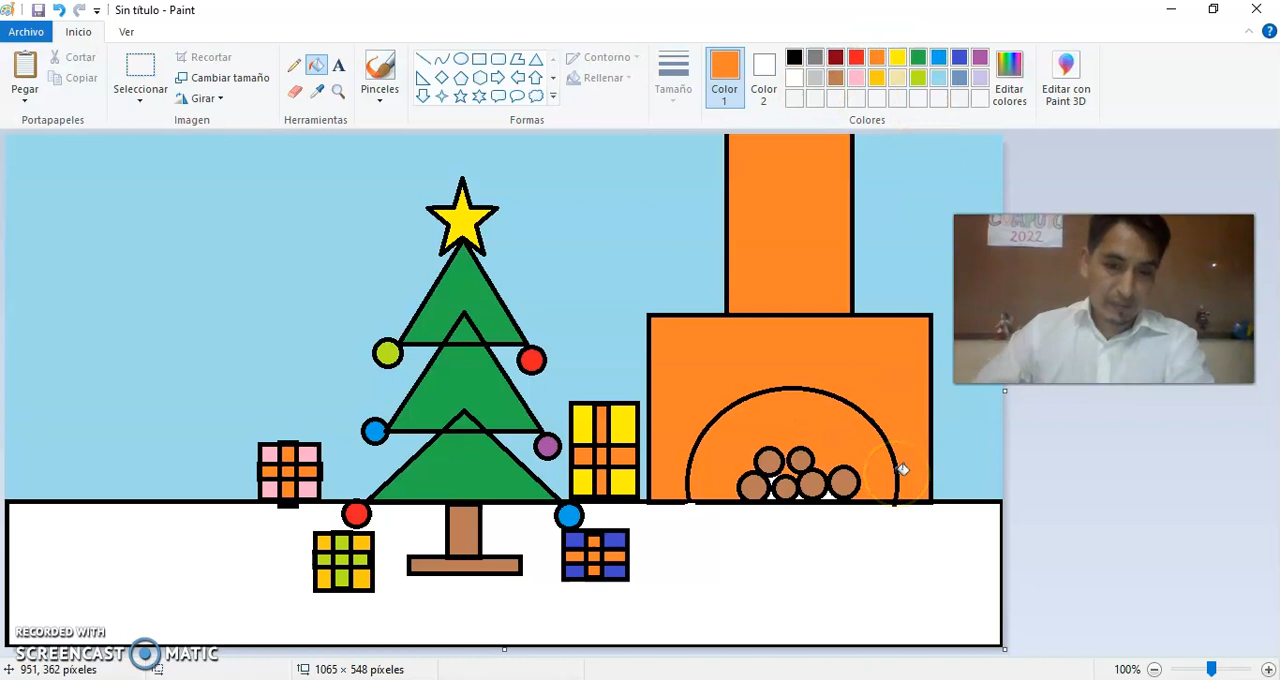 Sin título - Paint
Archivo
Inicio
Ver
Pegar
Cortar
Copiar
Portapapeles
Seleccionar
Recortar
Cambiar tamaño
Girar
Imagen
A
Herramientas
Pinceles
Contorno
Rellenar
Formas
Tamaño
Color
1
Color
2
Editar
colores
Colores
Editar con
Paint 3D
COMPUTO
2022
RECORDED WITH
SCREENCAST MATIC
951, 362 píxeles
1065 × 548 píxeles
100%